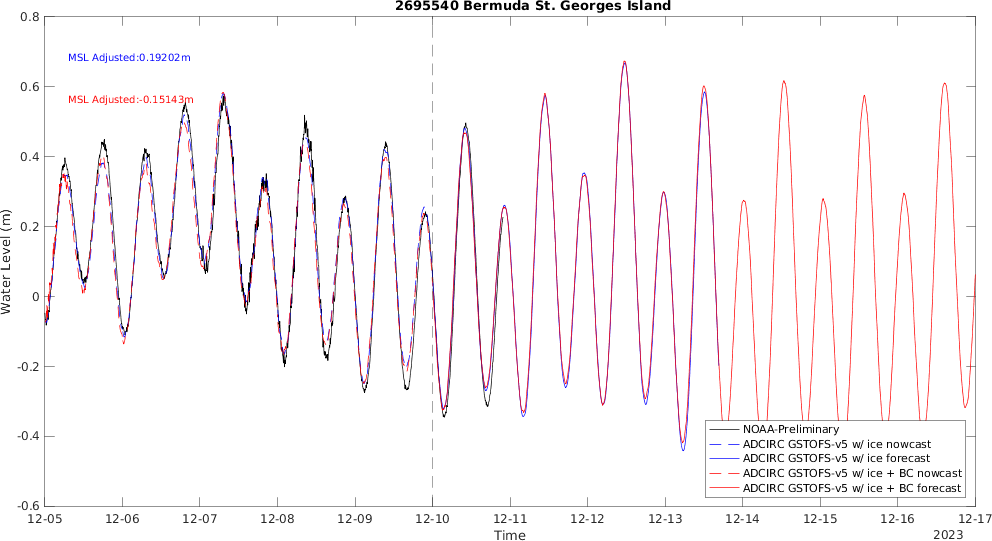 2695540 Bermuda St. Georges Island
MSL Adjusted:0.19202m
MSL Adjusted:-0.15143m
Water Level (m)
0.8
0.6
0.4
0.2
0
-0.2
-0.4
-0.6
NOAA-Preliminary
ADCIRC GSTOFS-v5 w/ ice nowcast
ADCIRC GSTOFS-v5 w/ ice forecast
ADCIRC GSTOFS-v5 w/ ice + BC nowcast
ADCIRC GSTOFS-v5 w/ ice + BC forecast
12-05 12-06 12-07 12-08 12-09 12-10 12-11 12-12 12-13 12-14 12-15 12-16 12-17
Time
2023